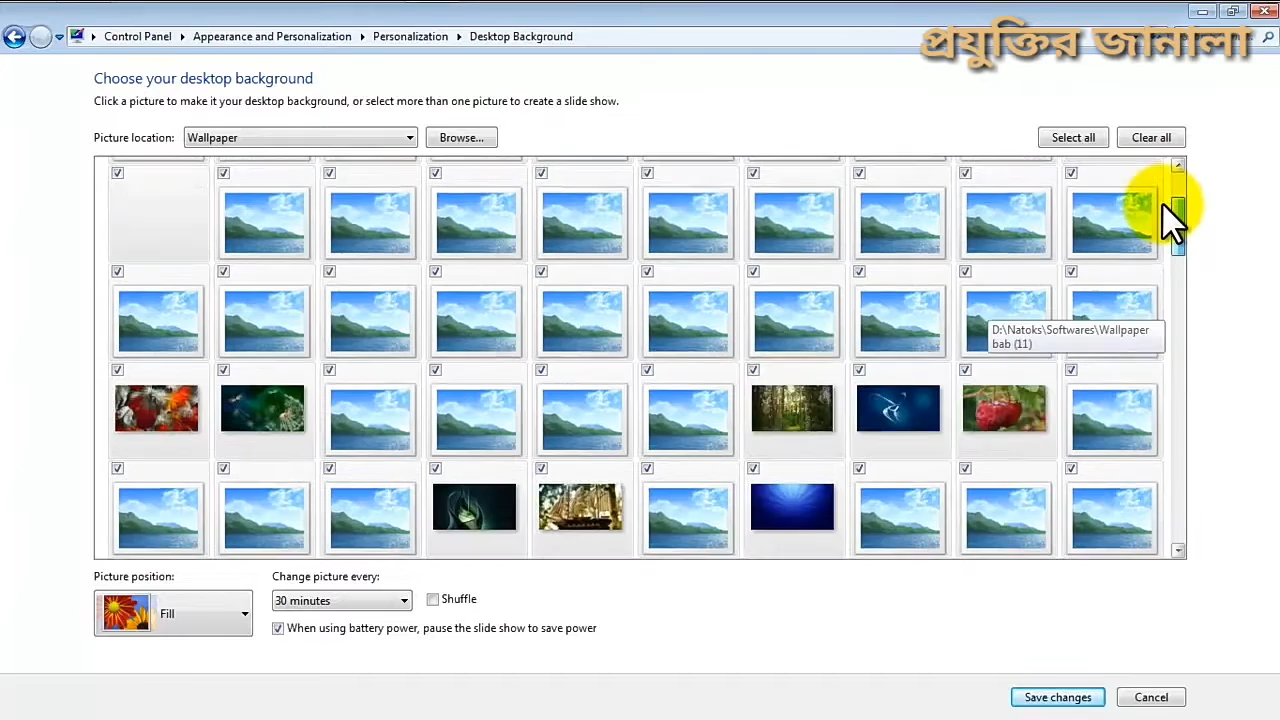 Control Panel Appearance and Personalization Personalization Desktop Background
প্রযুক্তির জানালা
Choose your desktop background
Click a picture to make it your desktop background, or select more than one picture to create a slide show.
Picture location: Wallpaper Browse... Select all Clear all
D:\Natoks\Softwares\Wallpaper
bab (11)
Picture position: Change picture every:
Fill 30 minutes Shuffle
When using battery power, pause the slide show to save power
Save changes Cancel